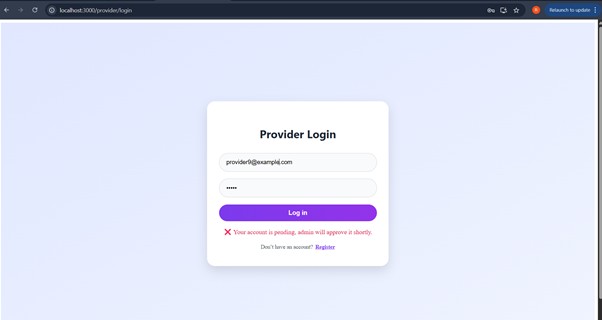 localhost:3000/provider/login
Relaunch to update
Provider Login
provider9@example.com
•••••
Log in
❌ Your account is pending, admin will approve it shortly.
Don't have an account? Register